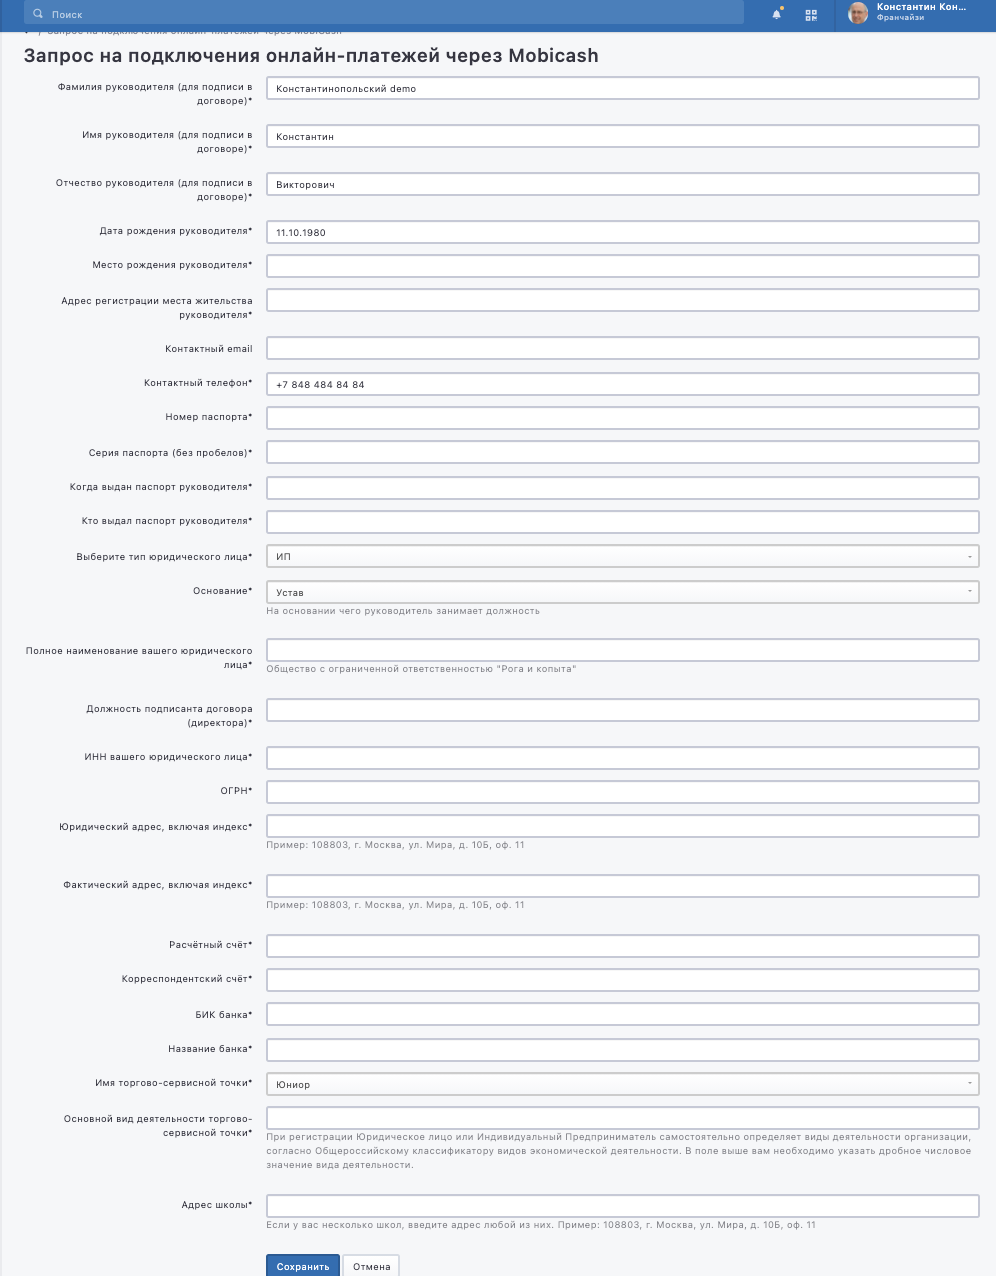 Поиск
Константин Кон...
Франчайзи
Запрос на подключения онлайн-платежей через Mobicash
Запрос на подключения онлайн-платежей через Mobicash
Фамилия руководителя (для подписи в
договоре)*
Константинопольский demo
Имя руководителя (для подписи в
договоре)*
Константин
Отчество руководителя (для подписи в
договоре)*
Викторович
Дата рождения руководителя*
11.10.1980
Место рождения руководителя*
Адрес регистрации места жительства
руководителя*
Контактный email
Контактный телефон*
+7 848 484 84 84
Номер паспорта*
Серия паспорта (без пробелов)*
Когда выдан паспорт руководителя*
Кто выдал паспорт руководителя*
Выберите тип юридического лица*
ИП
Основание*
Устав
На основании чего руководитель занимает должность
Полное наименование вашего юридического
лица*
Общество с ограниченной ответственностью "Рога и копыта"
Должность подписанта договора
(директора)*
ИНН вашего юридического лица*
ОГРН*
Юридический адрес, включая индекс*
Пример: 108803, г. Москва, ул. Мира, д. 10Б, оф. 11
Фактический адрес, включая индекс*
Пример: 108803, г. Москва, ул. Мира, д. 10Б, оф. 11
Расчётный счёт*
Корреспондентский счёт*
БИК банка*
Название банка*
Имя торгово-сервисной точки*
Юниор
Основной вид деятельности торгово-
сервисной точки*
При регистрации Юридическое лицо или Индивидуальный Предприниматель самостоятельно определяет виды деятельности организации,
согласно Общероссийскому классификатору видов экономической деятельности. В поле выше вам необходимо указать дробное числовое
значение вида деятельности.
Адрес школы*
Если у вас несколько школ, введите адрес любой из них. Пример: 108803, г. Москва, ул. Мира, д. 10Б, оф. 11
Сохранить
Отмена